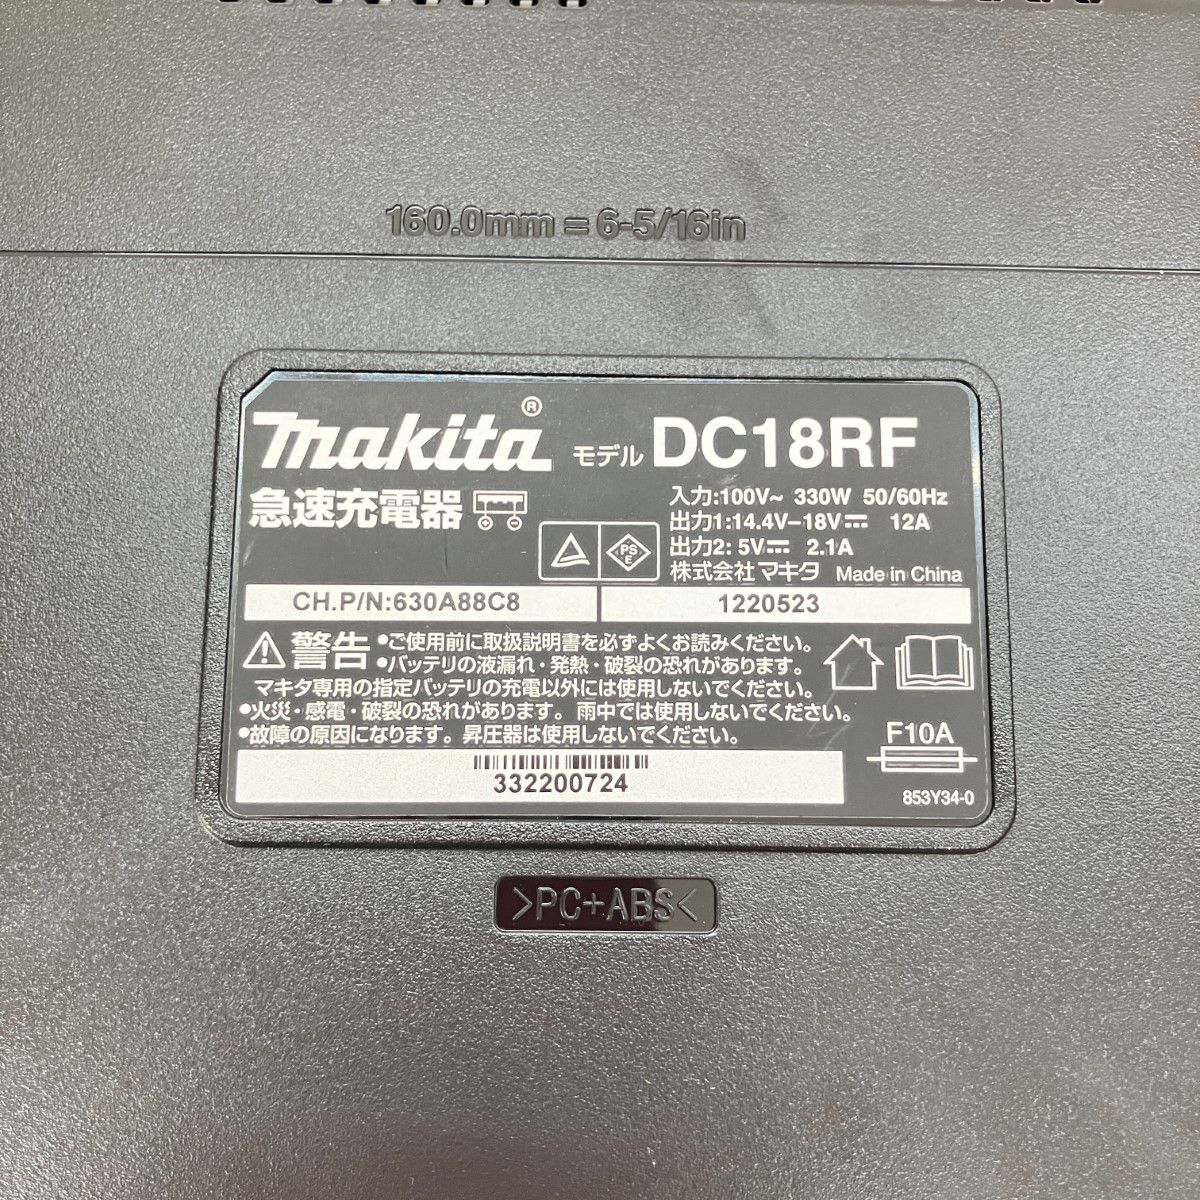 160.0mm = 6-5/16in
makita® モデル DC18RF
急速充電器
入力:100V~ 330W 50/60Hz
出力1:14.4V-18V⎓ 12A
出力2: 5V⎓ 2.1A
PS
E
株式会社マキタ Made in China
CH.P/N:630A88C8 1220523
警告 •ご使用前に取扱説明書を必ずよくお読みください。
•バッテリの液漏れ・発熱・破裂の恐れがあります。
マキタ専用の指定バッテリの充電以外には使用しないでください。
•火災・感電・破裂の恐れがあります。雨中では使用しないでください。
•故障の原因になります。昇圧器は使用しないでください。
F10A
332200724
853Y34-0
>PC+ABS<